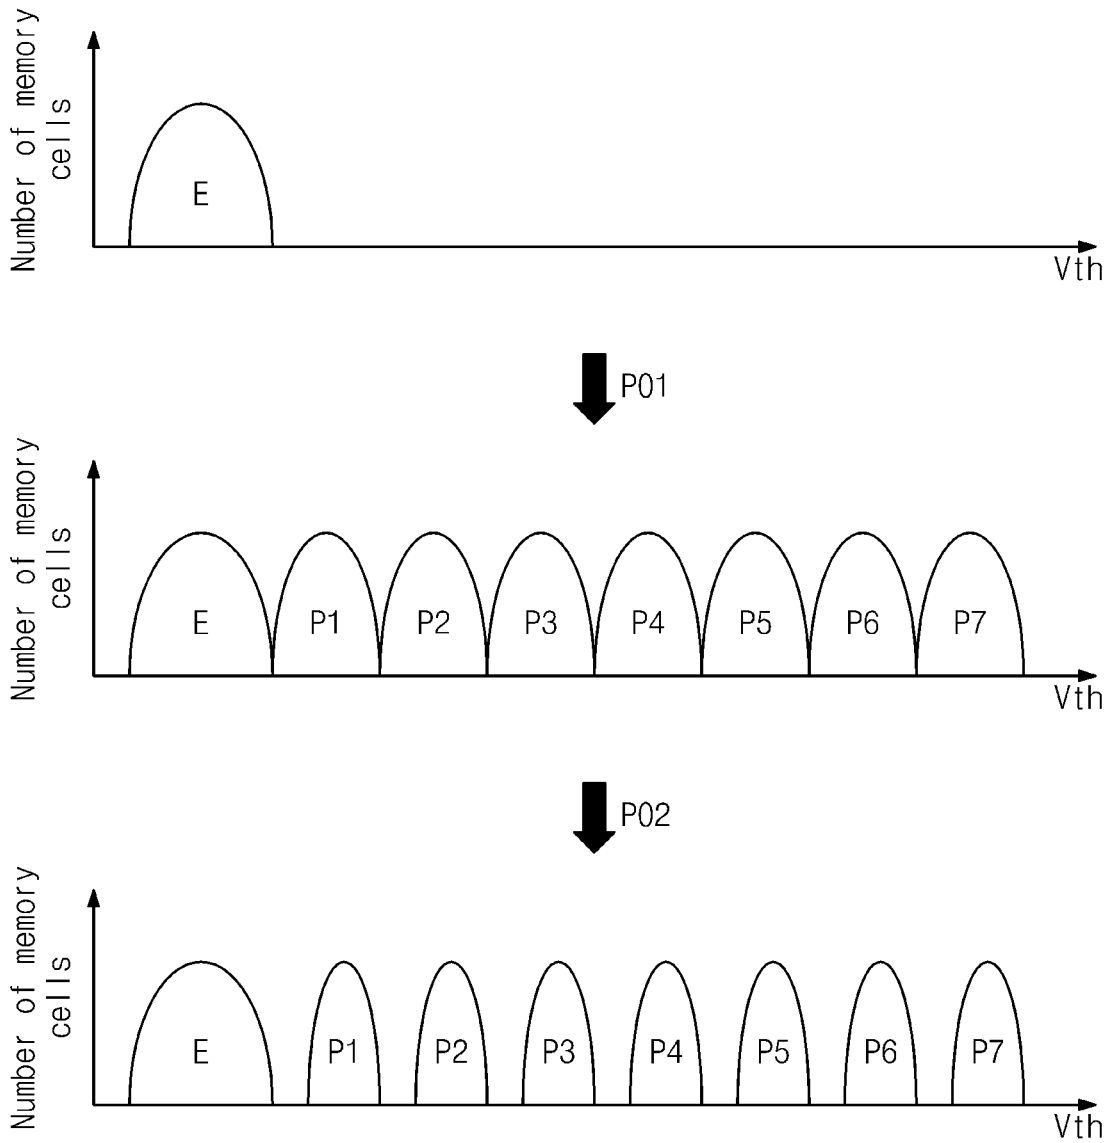 Number of memory
cells
E
Vth
P01
Number of memory
cells
E P1 P2 P3 P4 P5 P6 P7
Vth
P02
Number of memory
cells
E P1 P2 P3 P4 P5 P6 P7
Vth